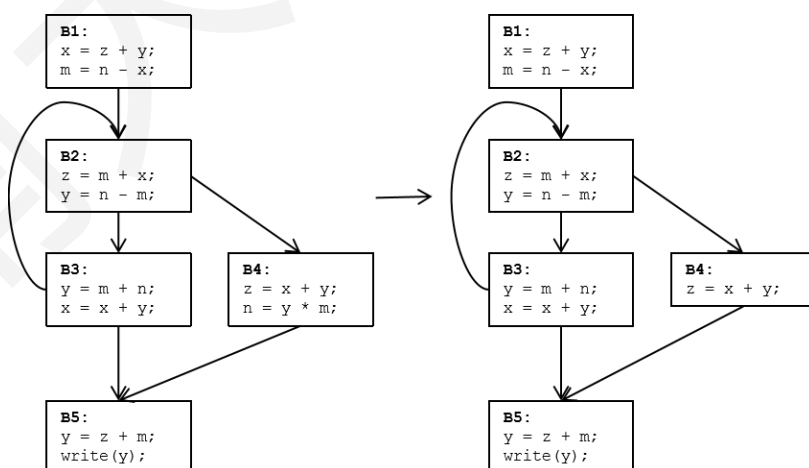 B1:
x = z + y;
m = n - x;
B2:
z = m + x;
y = n - m;
B3:
y = m + n;
x = x + y;
B4:
z = x + y;
n = y * m;
B5:
y = z + m;
write(y);
B1:
x = z + y;
m = n - x;
B2:
z = m + x;
y = n - m;
B3:
y = m + n;
x = x + y;
B4:
z = x + y;
B5:
y = z + m;
write(y);